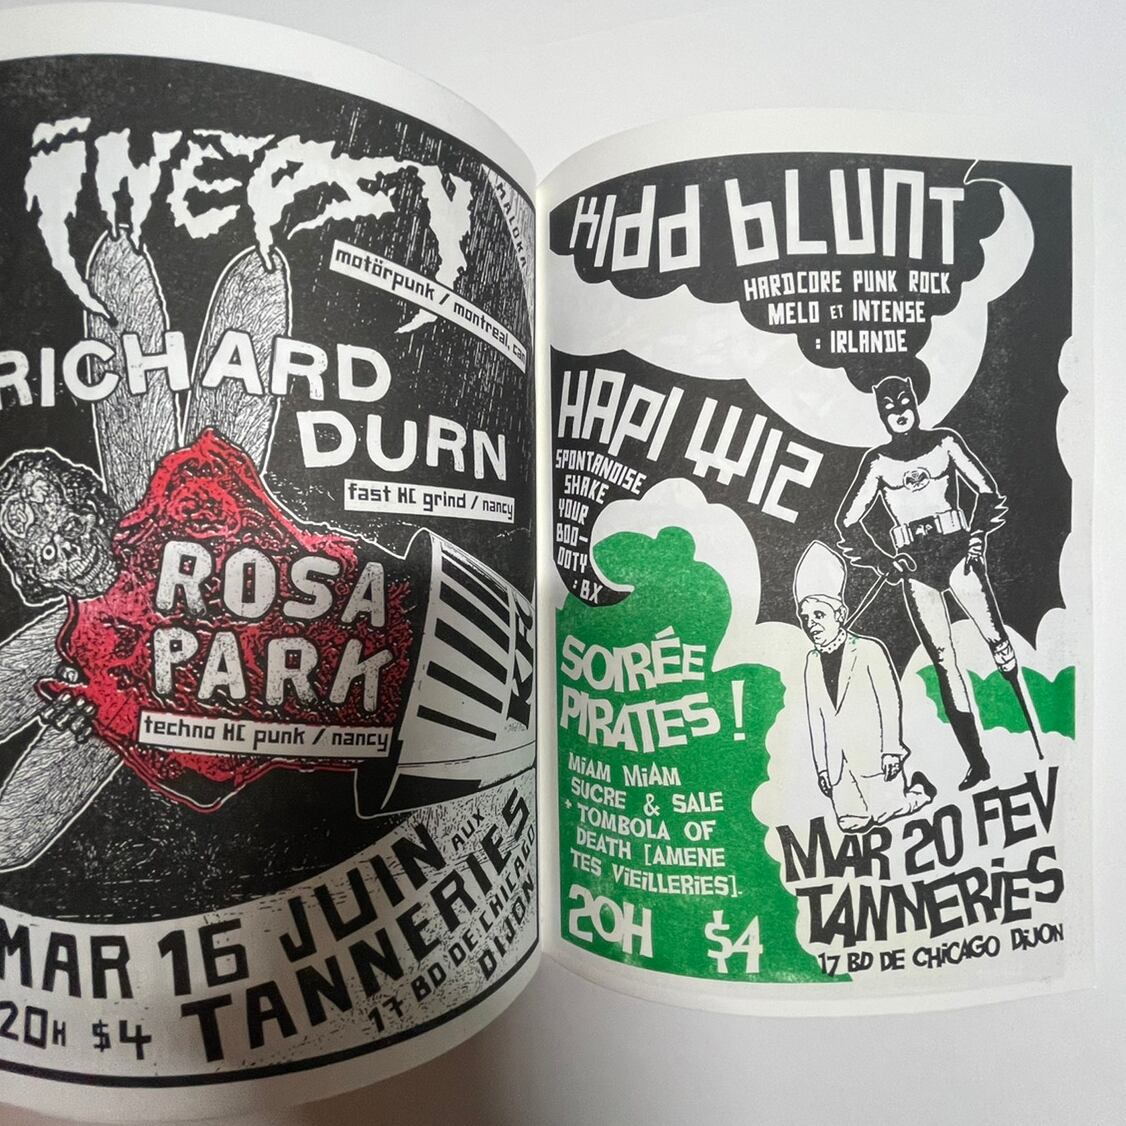 INEPSY
MALOKA
motörpunk / montreal, can
RICHARD
DURN
fast HC grind / nancy
ROSA
PARK
techno HC punk / nancy
KFC
MAR 16 JUIN AUX
TANNERIES
20H $4
17 BD DE CHICAGO
DIJON
KIDD BLUNT
HARDCORE PUNK ROCK
MELO ET INTENSE
: IRLANDE
HAPI WIZ
SPONTANOISE
SHAKE
YOUR
BOO-
OOTY
: BX
SOIRÉE
PIRATES !
MiAM MiAM
SUCRE & SALE
+ TOMBOLA OF
DEATH [AMENE
TES ViEiLLERiES].
20H $4
MAR 20 FEV
TANNERiES
17 BD DE CHiCAGO DiJON